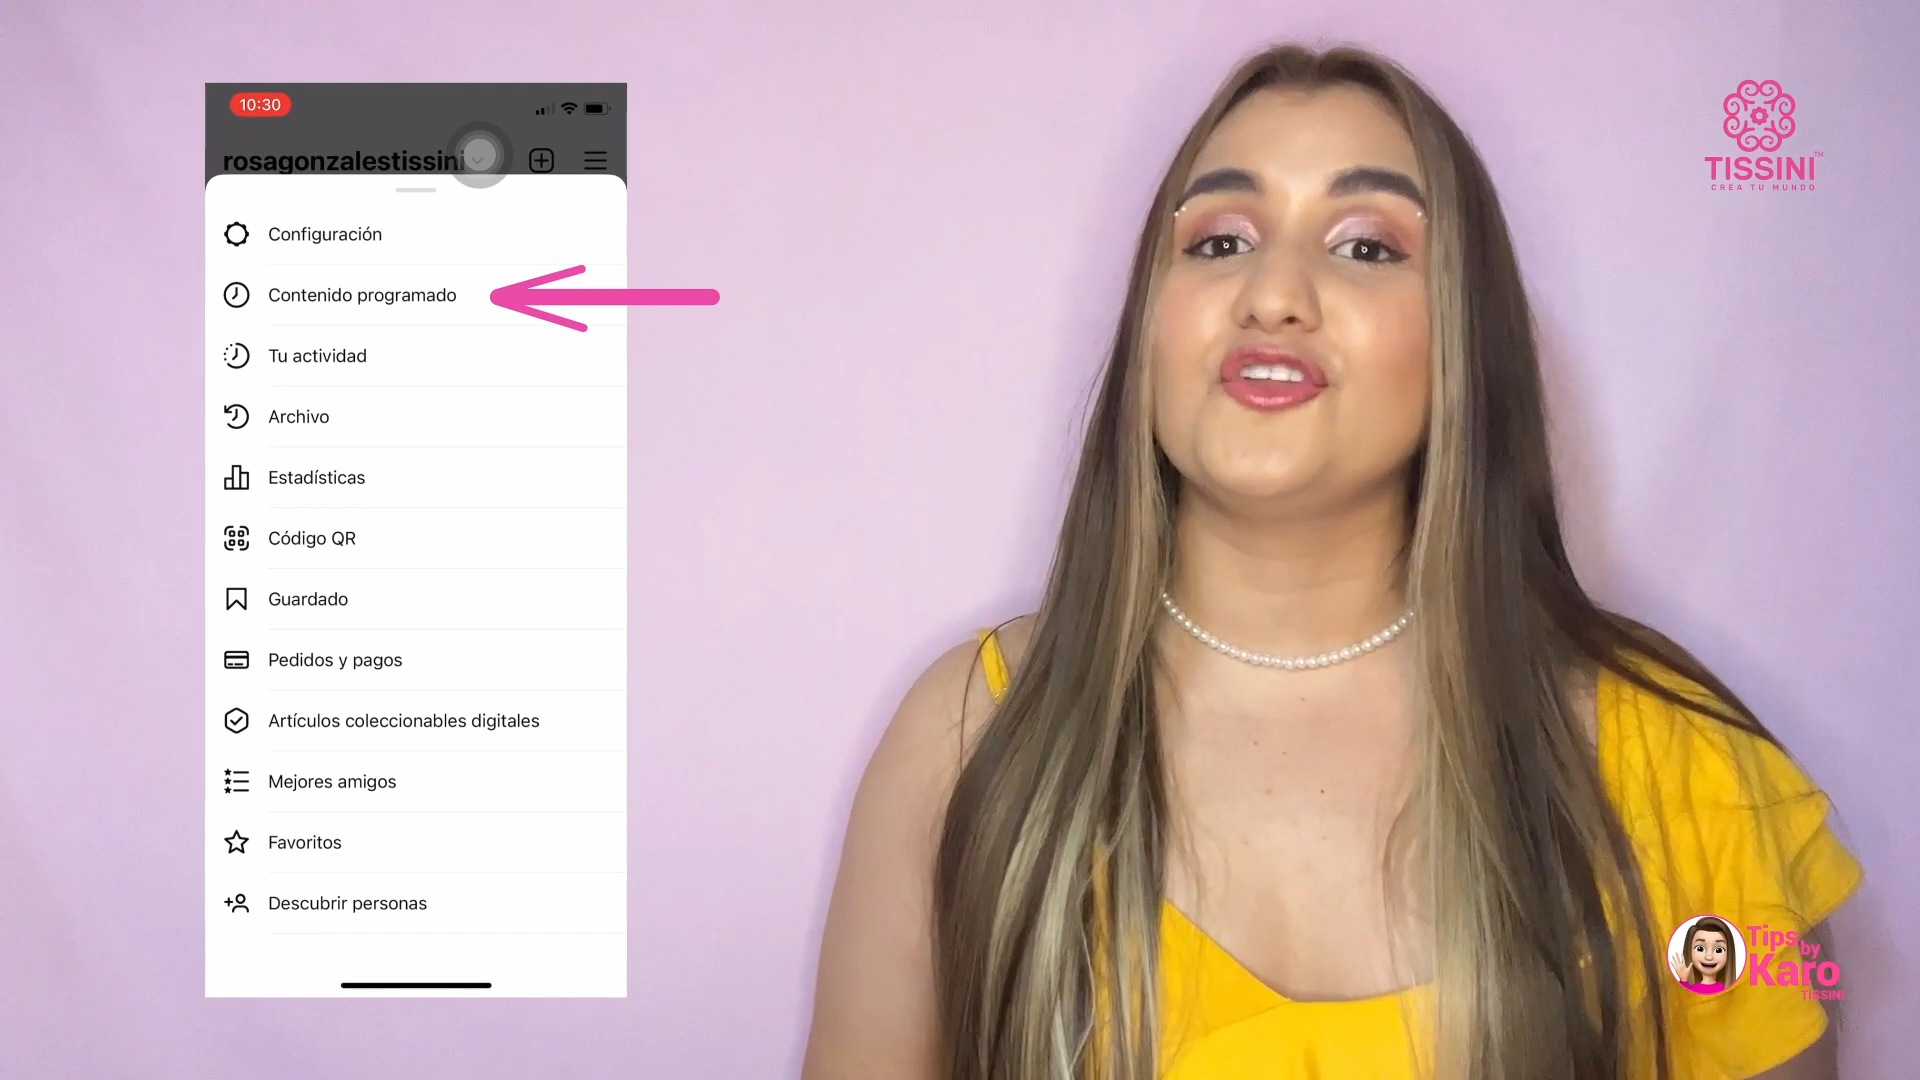 10:30
rosagonzalestissini
Configuración
Contenido programado
Tu actividad
Archivo
Estadísticas
Código QR
Guardado
Pedidos y pagos
Artículos coleccionables digitales
Mejores amigos
Favoritos
Descubrir personas
TISSINI™
CREA TU MUNDO
Tips by
Karo
TISSINI